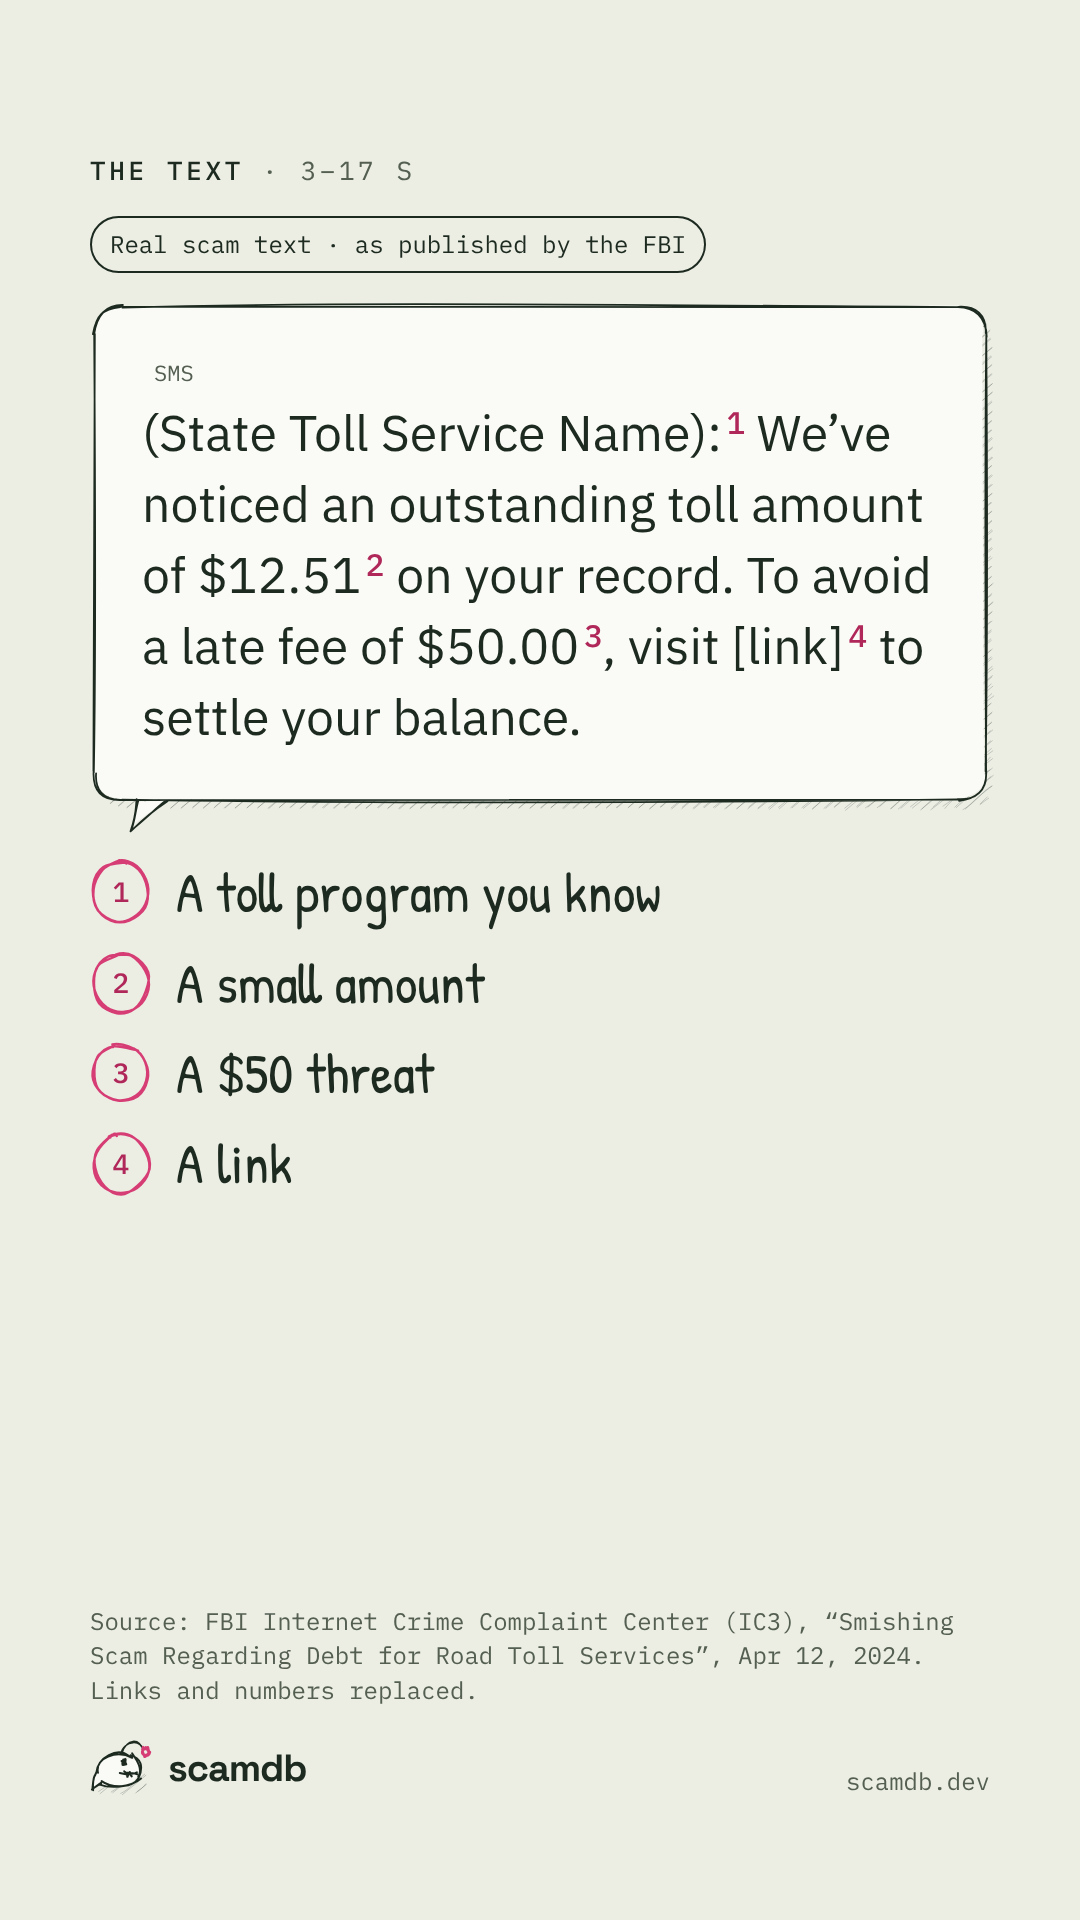 THE TEXT · 3–17 S
Real scam text · as published by the FBI
SMS
(State Toll Service Name):1 We’ve
noticed an outstanding toll amount
of $12.512 on your record. To avoid
a late fee of $50.003, visit [link]4 to
settle your balance.
1 A toll program you know
2 A small amount
3 A $50 threat
4 A link
Source: FBI Internet Crime Complaint Center (IC3), “Smishing
Scam Regarding Debt for Road Toll Services”, Apr 12, 2024.
Links and numbers replaced.
scamdb
scamdb.dev